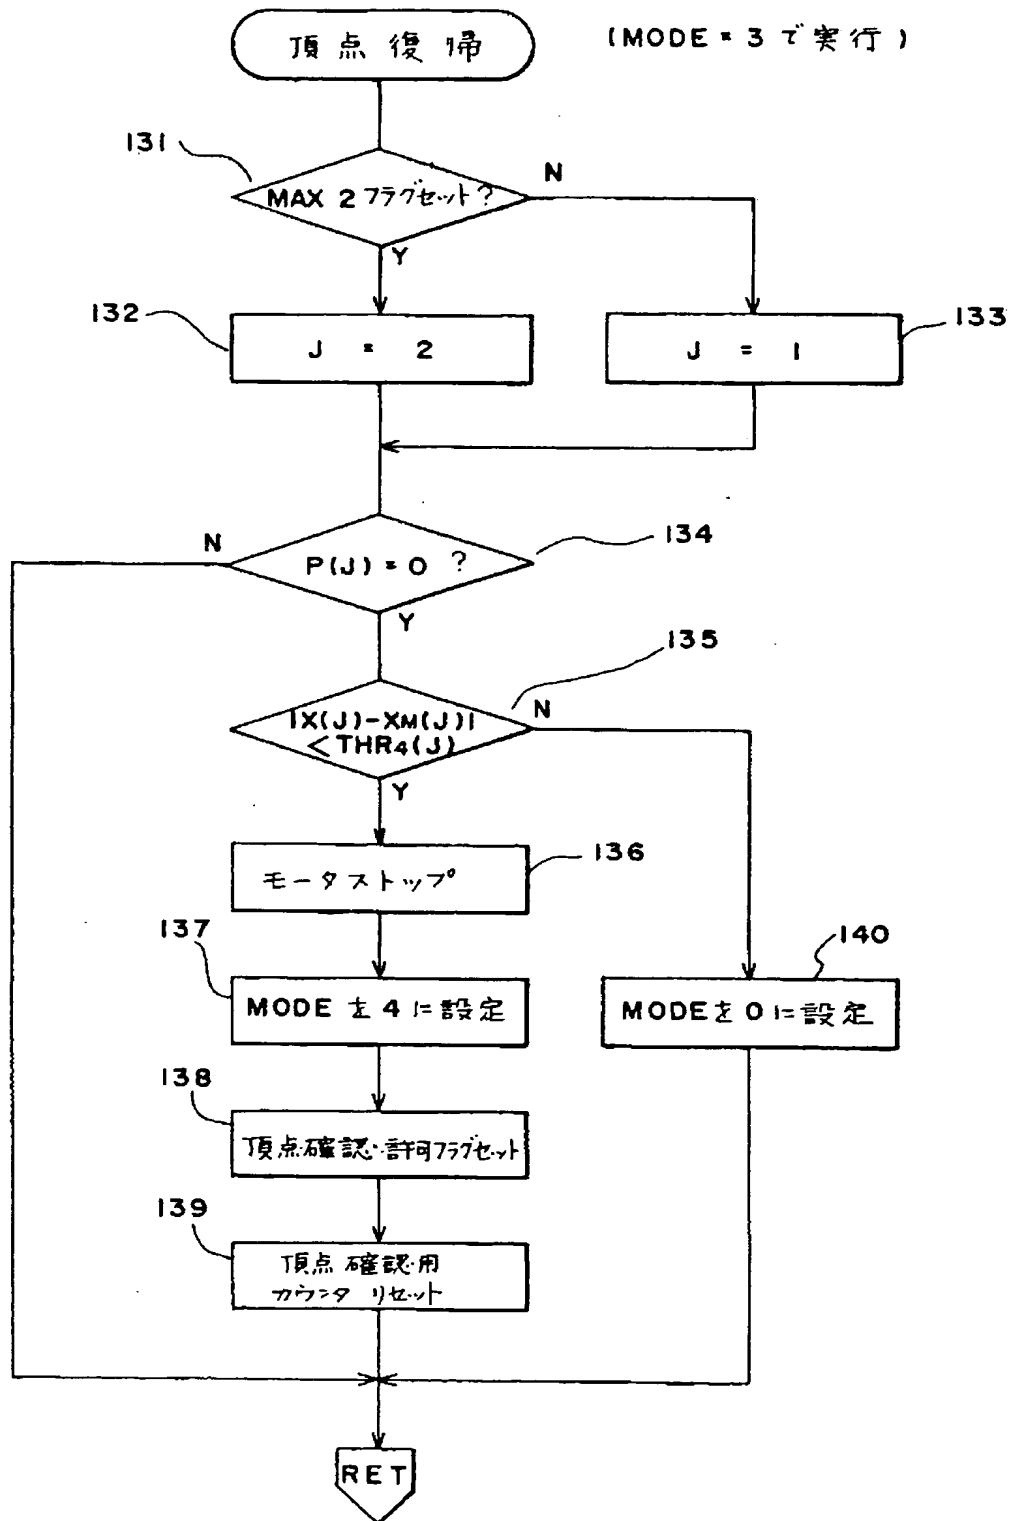 頂点復帰
(MODE=3で実行)
131
MAX 2 フラグセット?
N
Y
132
J = 2
133
J = 1
134
N
P(J)=0 ?
Y
135
|X(J)-XM(J)|
<THR4(J)
N
Y
136
モータストップ
137
MODE を 4 に設定
140
MODEを0に設定
138
頂点確認許可フラグセット
139
頂点確認用
カウンタ リセット
RET